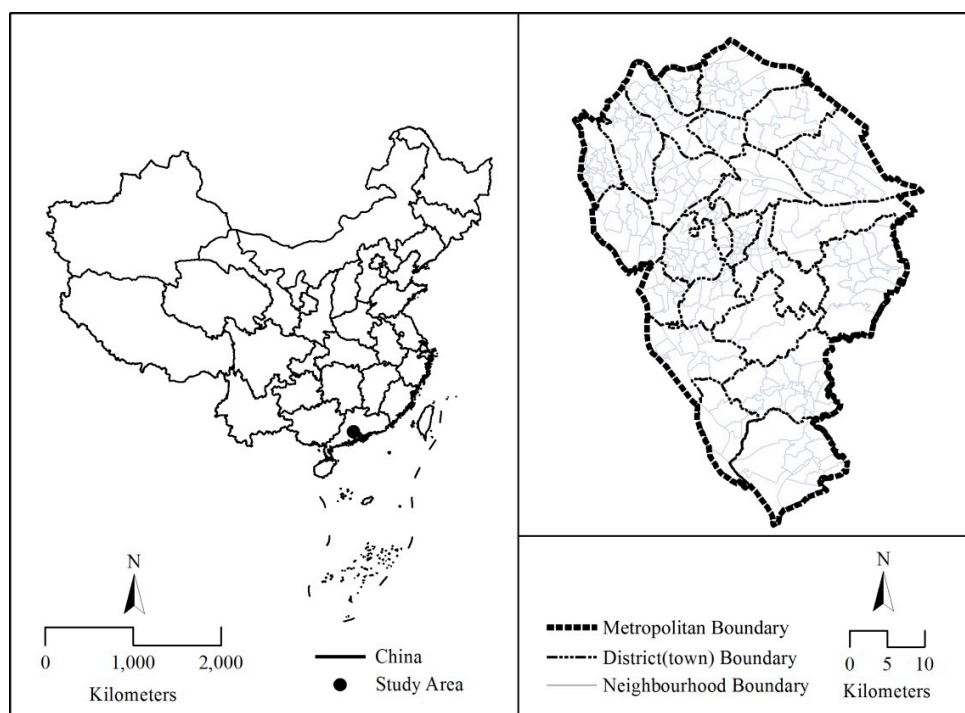 N
0 1,000 2,000
Kilometers
China
Study Area
Metropolitan Boundary
District(town) Boundary
Neighbourhood Boundary
N
0 5 10
Kilometers